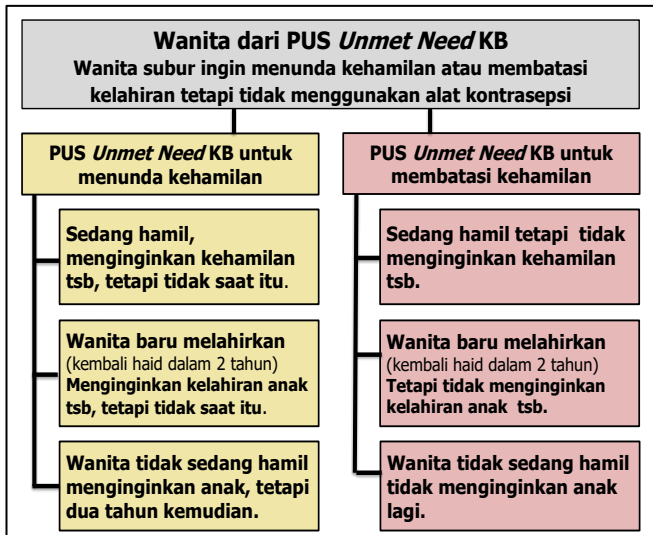 Wanita dari PUS Unmet Need KB
Wanita subur ingin menunda kehamilan atau membatasi
kelahiran tetapi tidak menggunakan alat kontrasepsi
PUS Unmet Need KB untuk
menunda kehamilan
Sedang hamil,
menginginkan kehamilan
tsb, tetapi tidak saat itu.
Wanita baru melahirkan
(kembali haid dalam 2 tahun)
Menginginkan kelahiran anak
tsb, tetapi tidak saat itu.
Wanita tidak sedang hamil
menginginkan anak, tetapi
dua tahun kemudian.
PUS Unmet Need KB untuk
membatasi kehamilan
Sedang hamil tetapi tidak
menginginkan kehamilan
tsb.
Wanita baru melahirkan
(kembali haid dalam 2 tahun)
Tetapi tidak menginginkan
kelahiran anak tsb.
Wanita tidak sedang hamil
tidak menginginkan anak
lagi.